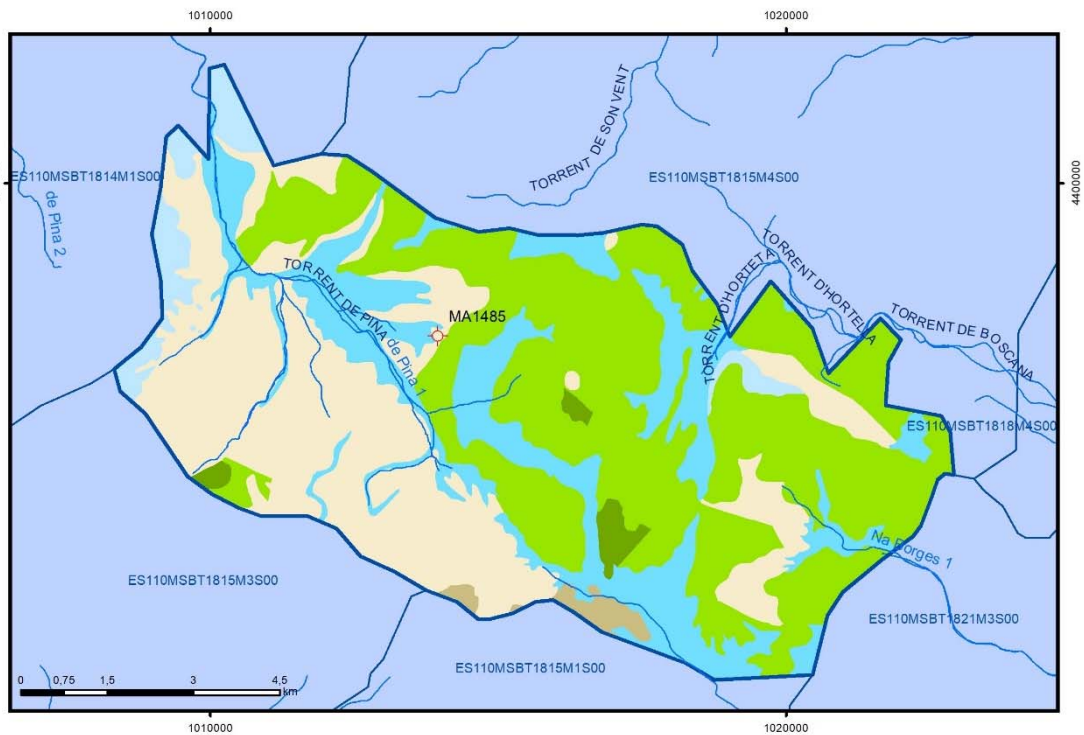 1010000
1020000
TORRENT DE SON VENT
ES110MSBT1814M1S00
ES110MSBT1815M4S00
4400000
de Pina 2
TORRENT D'HORIETA
TORRENT D'HORTELLA
TORRENT DE PINA
de Pina 1
MA1485
TORRENT DE BOSCANA
ES110MSBT1818M4S00
Na Borges 1
ES110MSBT1815M3S00
ES110MSBT1821M3S00
ES110MSBT1815M1S00
0 0,75 1,5 3 4,5
km
1010000
1020000